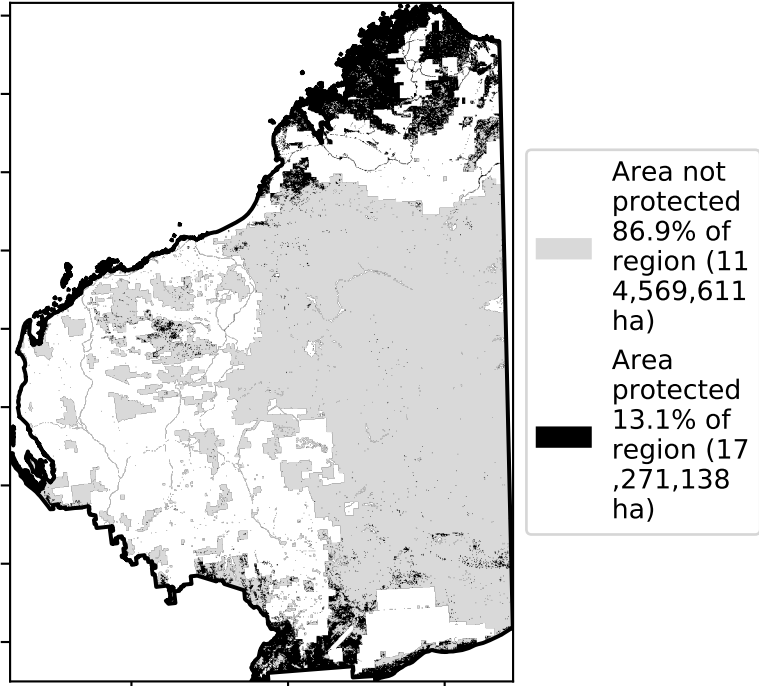 Area not
protected
86.9% of
region (11
4,569,611
ha)
Area
protected
13.1% of
region (17
,271,138
ha)